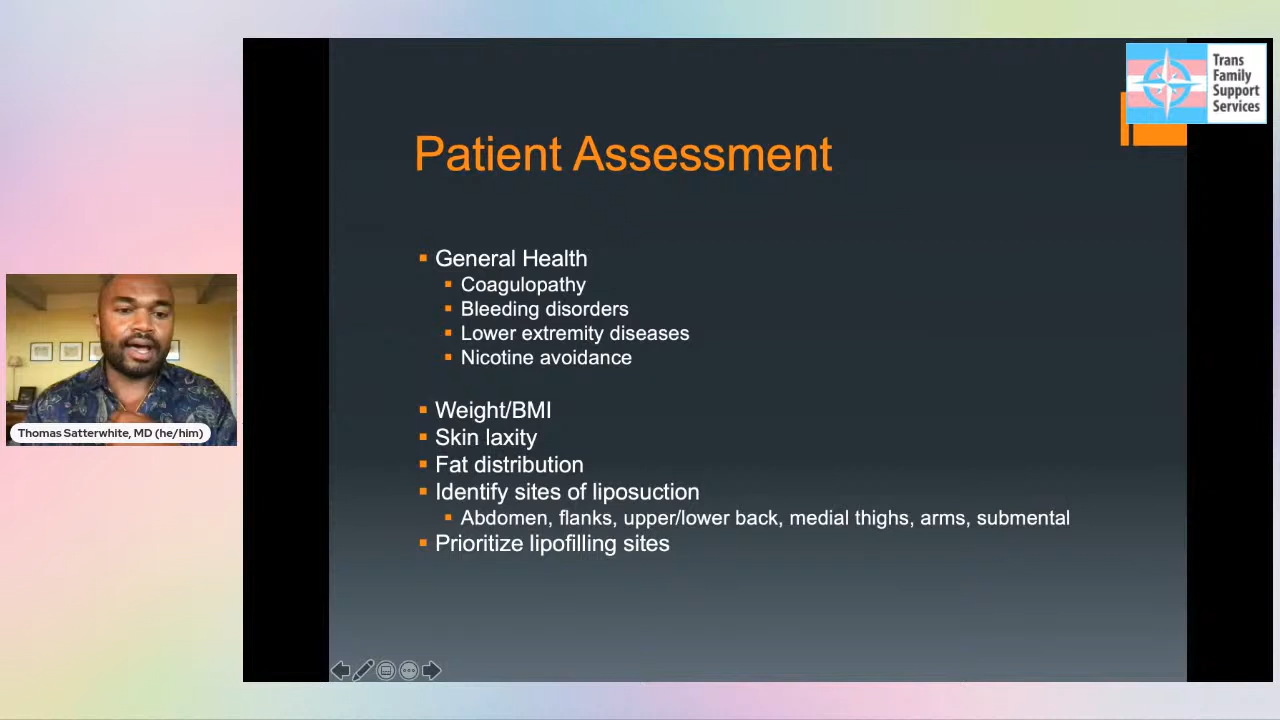 Trans
Family
Support
Services
Patient Assessment
General Health
Coagulopathy
Bleeding disorders
Lower extremity diseases
Nicotine avoidance
Weight/BMI
Skin laxity
Fat distribution
Identify sites of liposuction
Abdomen, flanks, upper/lower back, medial thighs, arms, submental
Prioritize lipofilling sites
Thomas Satterwhite, MD (he/him)